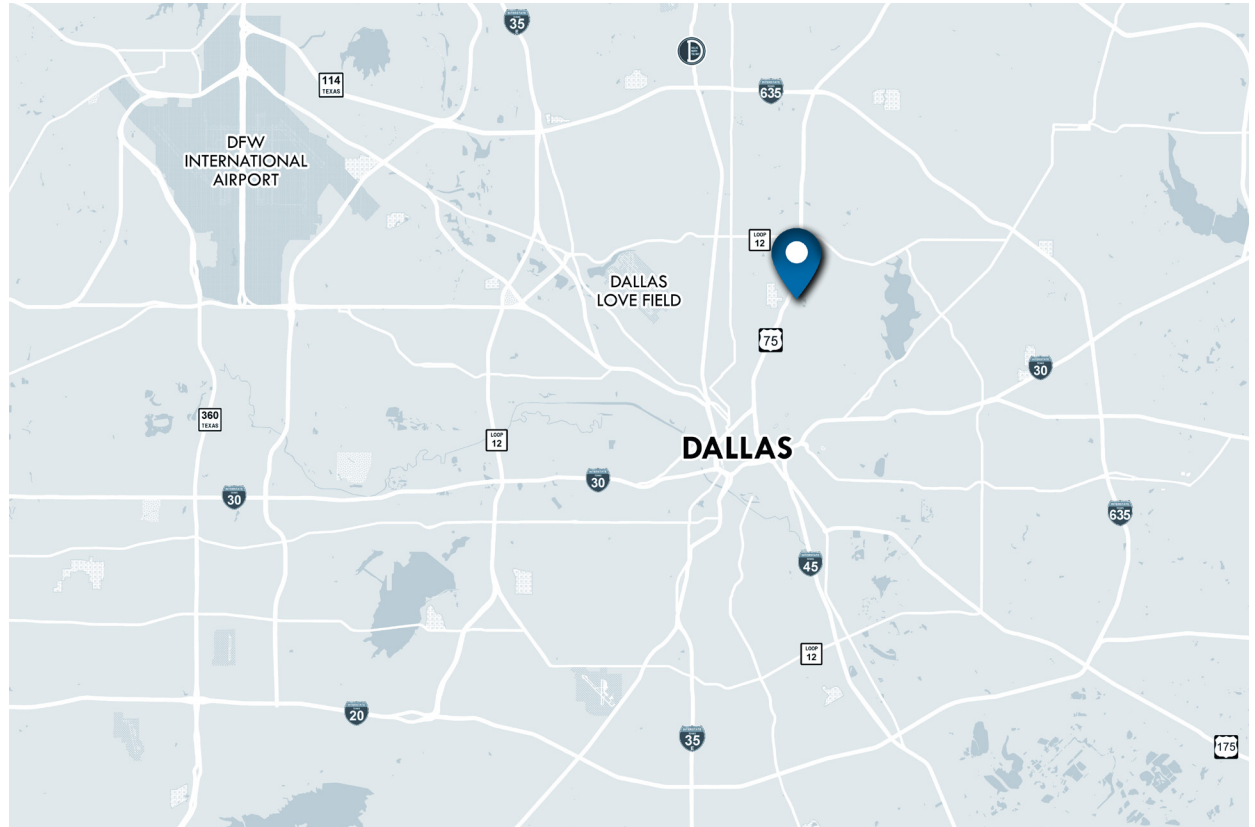 35
635
114
TEXAS
DFW
INTERNATIONAL
AIRPORT
LOOP
12
DALLAS
LOVE FIELD
75
30
360
TEXAS
LOOP
12
DALLAS
30
30
635
45
LOOP
12
20
35
175